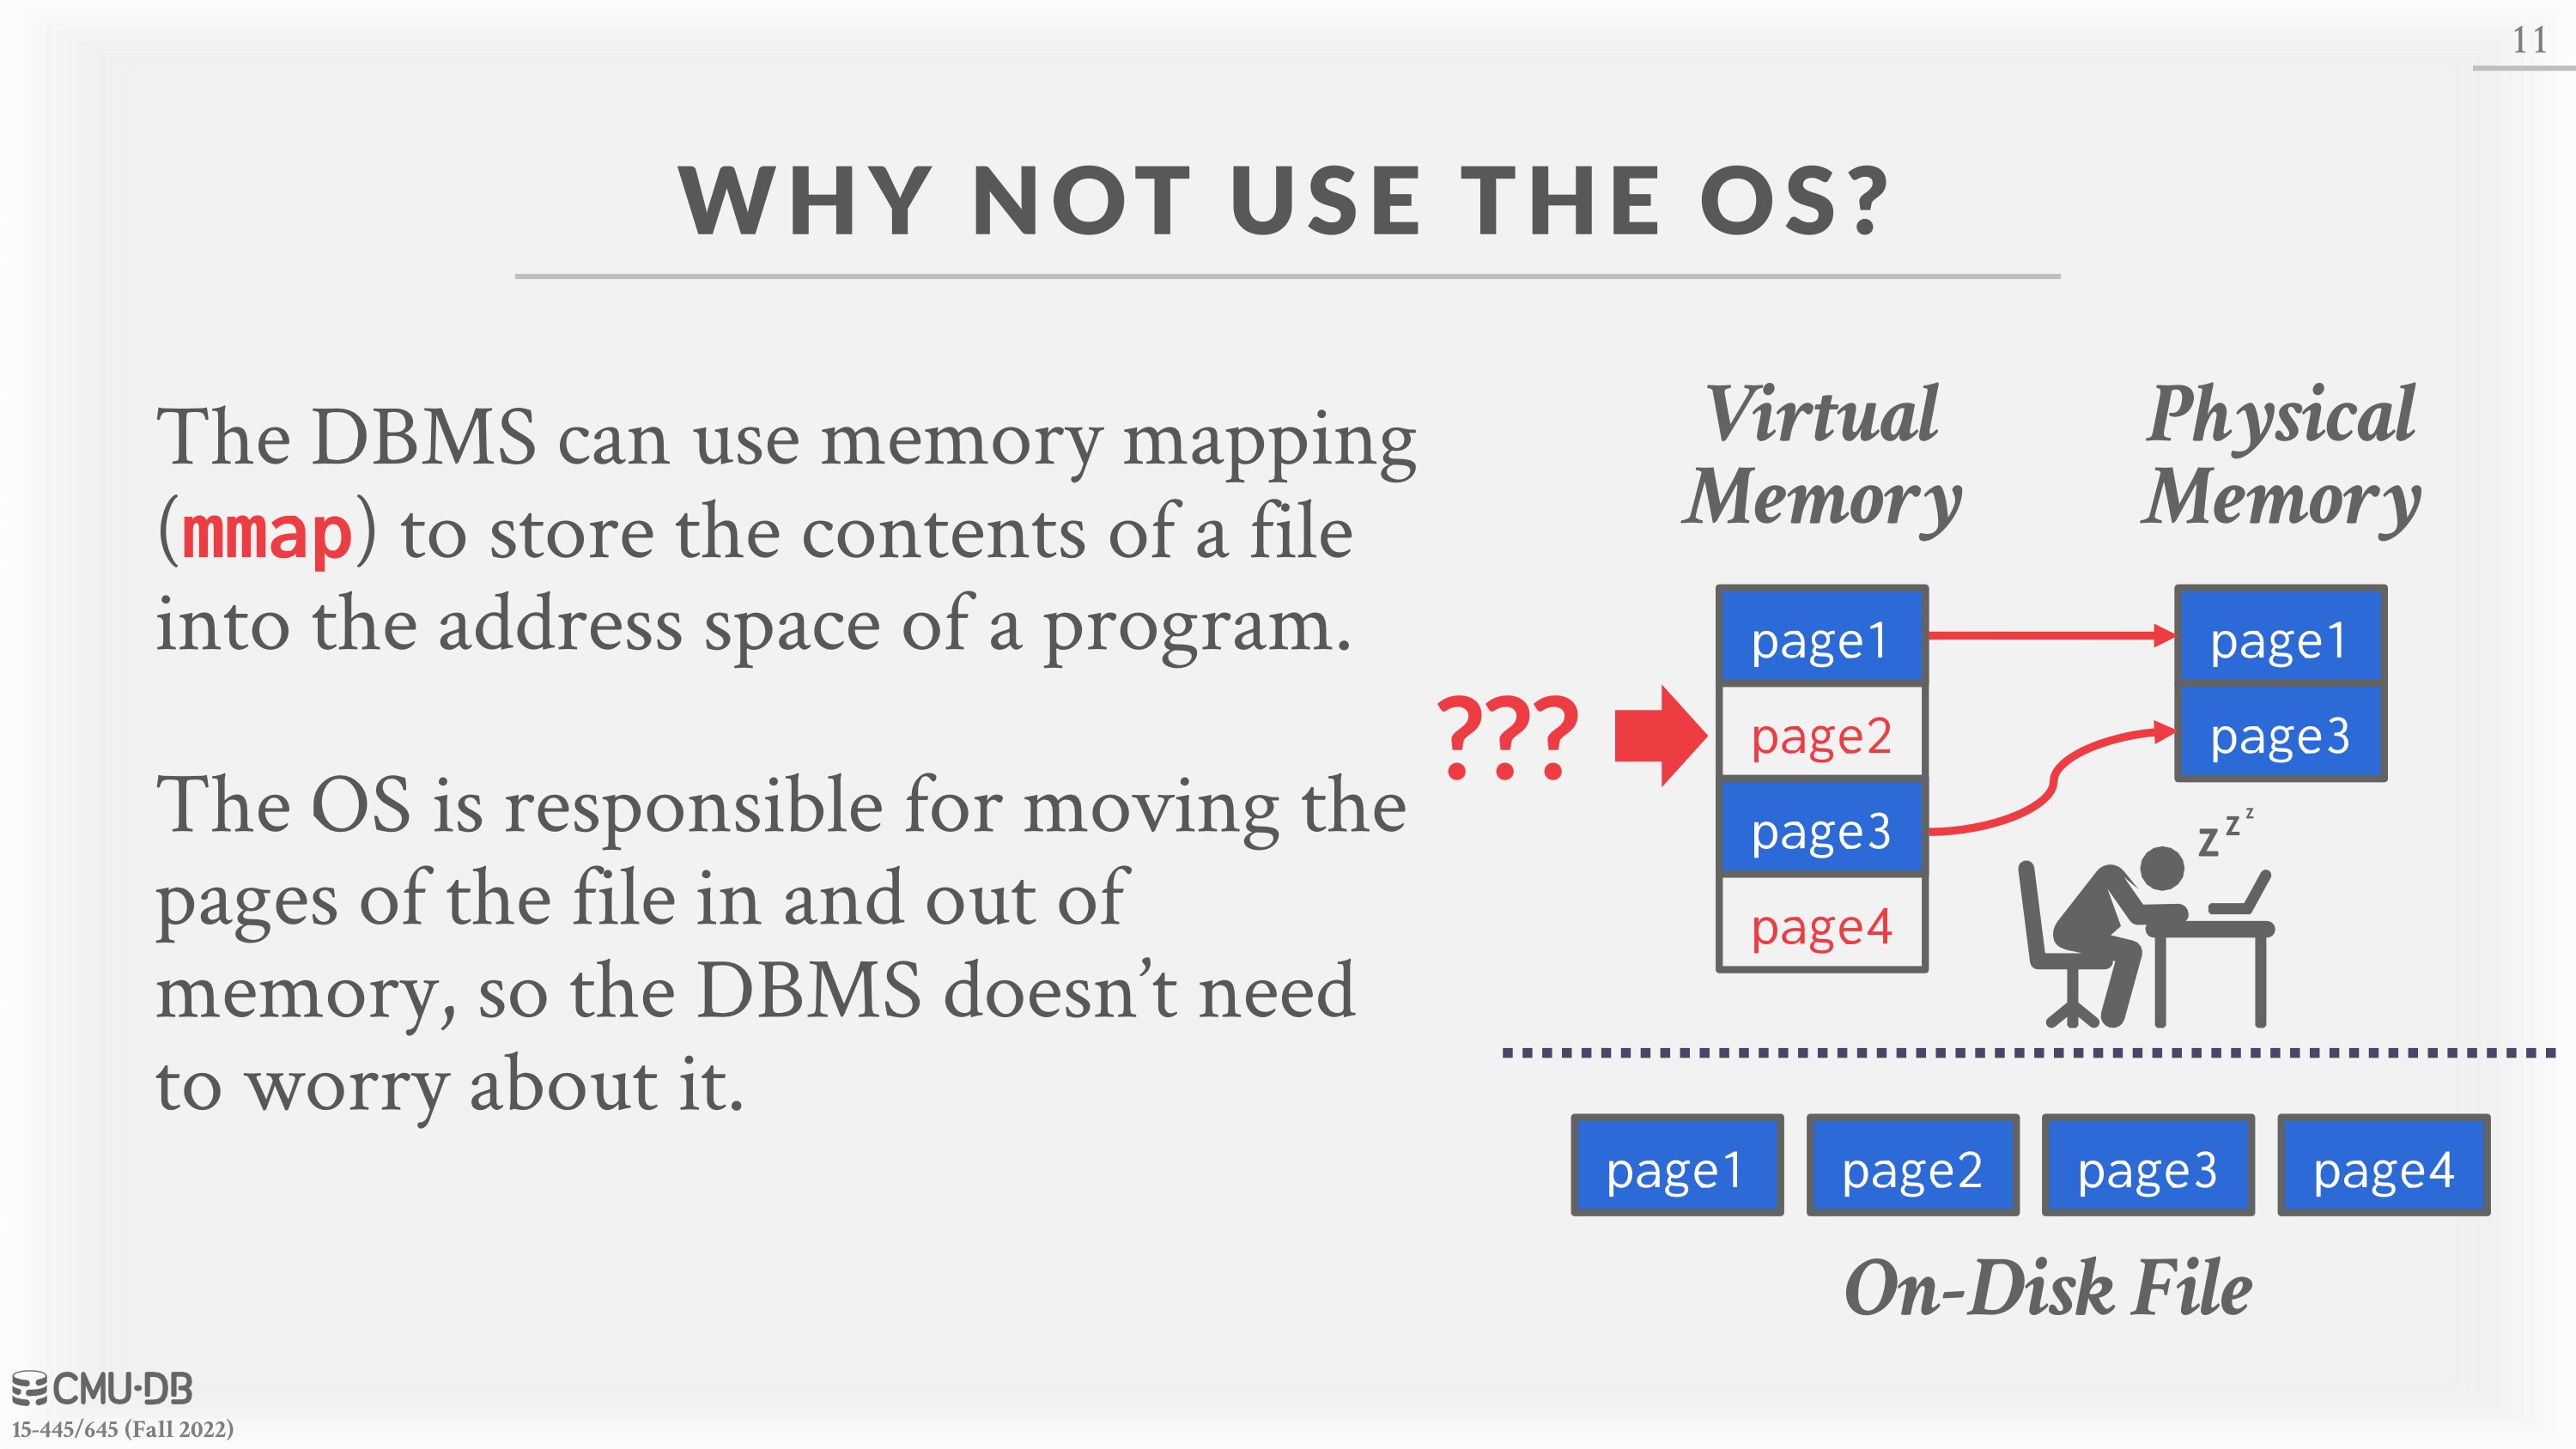 11
WHY NOT USE THE OS?
The DBMS can use memory mapping
(mmap) to store the contents of a file
into the address space of a program.
The OS is responsible for moving the
pages of the file in and out of
memory, so the DBMS doesn’t need
to worry about it.
Virtual
Memory
Physical
Memory
page1
page2
page3
page4
???
page1
page3
z z z
page1 page2 page3 page4
On-Disk File
CMU·DB
15-445/645 (Fall 2022)